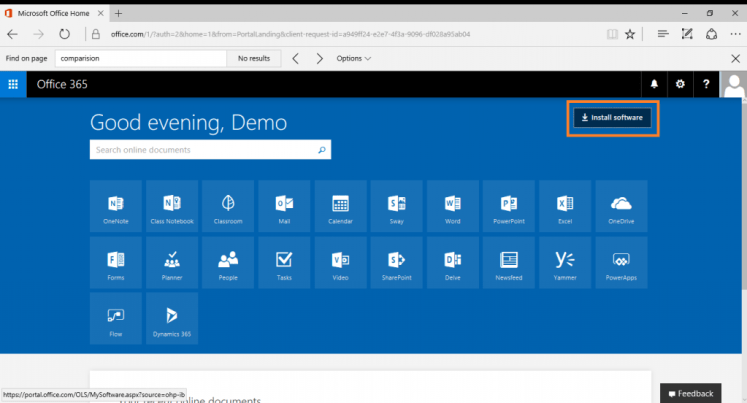 Microsoft Office Home
office.com/1/?auth=2&home=1&from=PortalLanding&client-request-id=a949ff24-e2e7-4f3a-9096-df028a95ab04
Find on page comparision No results Options
Office 365 ?
Good evening, Demo
Install software
Search online documents
OneNote Class Notebook Classroom Mail Calendar Sway Word PowerPoint Excel OneDrive
Forms Planner People Tasks Video SharePoint Delve Newsfeed Yammer PowerApps
Flow Dynamics 365
Feedback
https://portal.office.com/OLS/MySoftware.aspx?source=ohp-ib
Your recent online documents